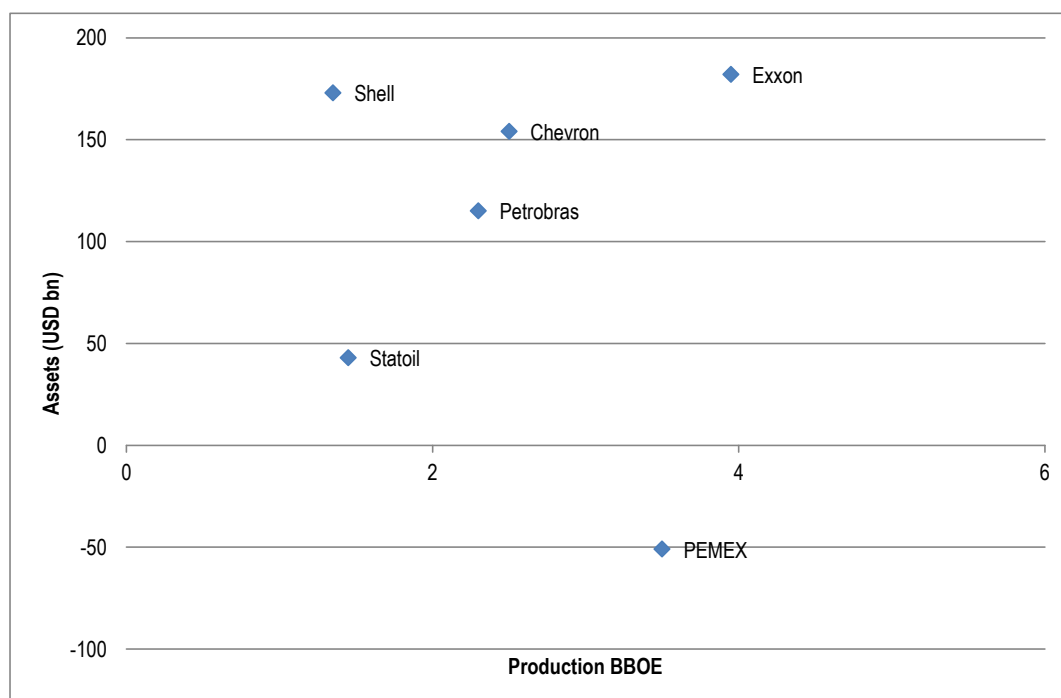 200
Exxon
Shell
150
Chevron
Petrobras
100
Assets (USD bn)
50
Statoil
0
0
2
4
6
-50
PEMEX
-100
Production BBOE